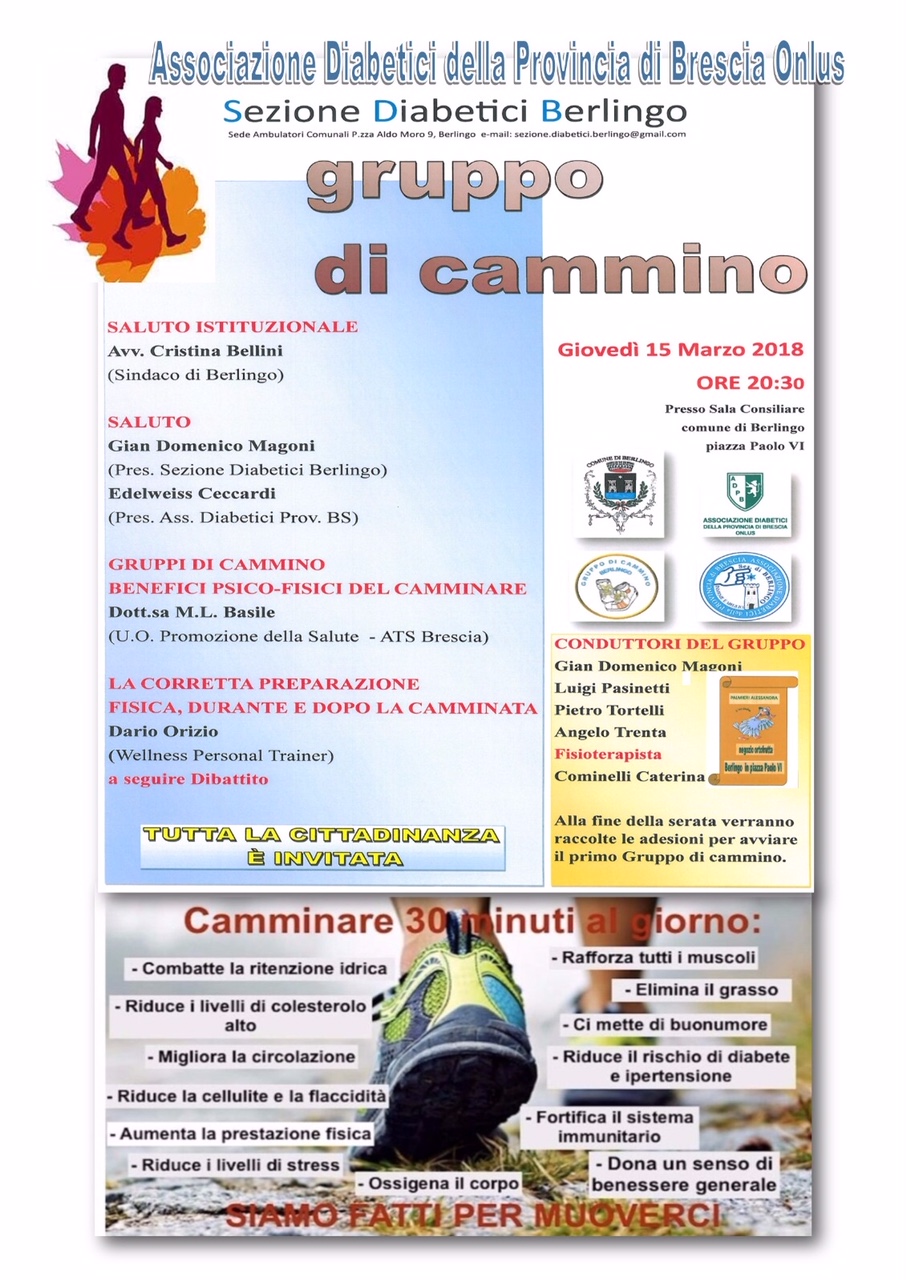 Associazione Diabetici della Provincia di Brescia Onlus
Sezione Diabetici Berlingo
Sede Ambulatori Comunali P.zza Aldo Moro 9, Berlingo e-mail: sezione.diabetici.berlingo@gmail.com
gruppo
di cammino
SALUTO ISTITUZIONALE
Avv. Cristina Bellini
(Sindaco di Berlingo)
SALUTO
Gian Domenico Magoni
(Pres. Sezione Diabetici Berlingo)
Edelweiss Ceccardi
(Pres. Ass. Diabetici Prov. BS)
GRUPPI DI CAMMINO
BENEFICI PSICO-FISICI DEL CAMMINARE
Dott.sa M.L. Basile
(U.O. Promozione della Salute - ATS Brescia)
LA CORRETTA PREPARAZIONE
FISICA, DURANTE E DOPO LA CAMMINATA
Dario Orizio
(Wellness Personal Trainer)
a seguire Dibattito
TUTTA LA CITTADINANZA
È INVITATA
Giovedì 15 Marzo 2018
ORE 20:30
Presso Sala Consiliare
comune di Berlingo
piazza Paolo VI
COMUNE DI BERLINGO
ADPB
ASSOCIAZIONE DIABETICI
DELLA PROVINCIA DI BRESCIA
ONLUS
GRUPPO DI CAMMINO
BERLINGO
CONDUTTORI DEL GRUPPO
Gian Domenico Magoni
Luigi Pasinetti
Pietro Tortelli
Angelo Trenta
Fisioterapista
Cominelli Caterina
PALMIERI ALESSANDRA
negozio ortofrutta
Berlingo in piazza Paolo VI
Alla fine della serata verranno
raccolte le adesioni per avviare
il primo Gruppo di cammino.
Camminare 30 minuti al giorno:
- Combatte la ritenzione idrica
- Riduce i livelli di colesterolo
alto
- Migliora la circolazione
- Riduce la cellulite e la flaccidità
- Aumenta la prestazione fisica
- Riduce i livelli di stress
- Ossigena il corpo
- Rafforza tutti i muscoli
- Elimina il grasso
- Ci mette di buonumore
- Riduce il rischio di diabete
e ipertensione
- Fortifica il sistema
immunitario
- Dona un senso di
benessere generale
SIAMO FATTI PER MUOVERCI